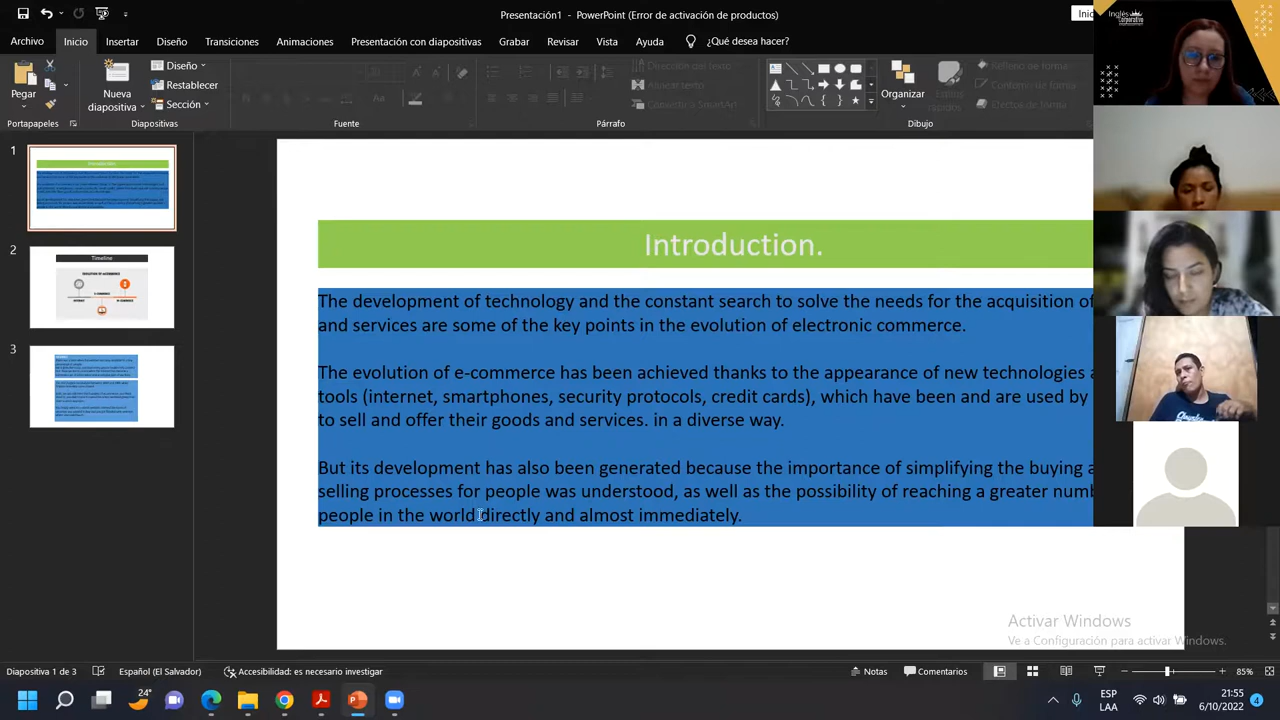 Presentación1 - PowerPoint (Error de activación de productos)
Inic
Inglés
Corporativo
Archivo Inicio Insertar Diseño Transiciones Animaciones Presentación con diapositivas Grabar Revisar Vista Ayuda ¿Qué desea hacer?
Pegar
Nueva
diapositiva
Diseño
Restablecer
Sección
Dirección del texto
Alinear texto
Convertir a SmartArt
Organizar
Estilos
rápidos
Relleno de forma
Contorno de forma
Efectos de forma
Portapapeles Diapositivas Fuente Párrafo Dibujo
1
2
Timeline
3
Introduction.
The development of technology and the constant search to solve the needs for the acquisition of
and services are some of the key points in the evolution of electronic commerce.
The evolution of e-commerce has been achieved thanks to the appearance of new technologies a
tools (internet, smartphones, security protocols, credit cards), which have been and are used by
to sell and offer their goods and services. in a diverse way.
But its development has also been generated because the importance of simplifying the buying a
selling processes for people was understood, as well as the possibility of reaching a greater numb
people in the world directly and almost immediately.
Activar Windows
Ve a Configuración para activar Windows.
Diapositiva 1 de 3 Español (El Salvador) Accesibilidad: es necesario investigar Notas Comentarios 85%
24°
ESP
LAA
21:55
6/10/2022
4